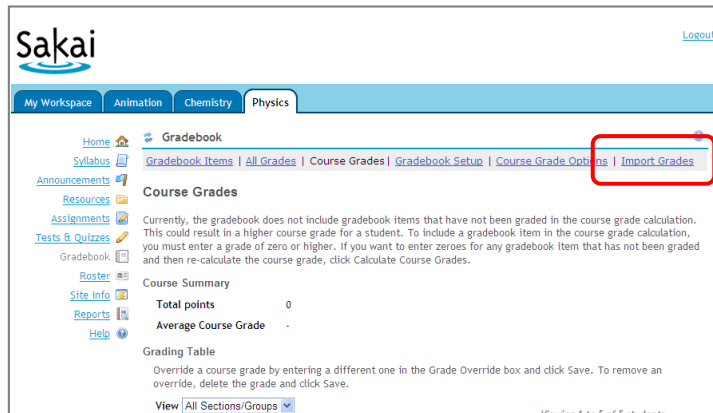 Sakai
Logout
My Workspace Animation Chemistry Physics
Home
Syllabus
Announcements
Resources
Assignments
Tests & Quizzes
Gradebook
Roster
Site Info
Reports
Help
Gradebook
Gradebook Items | All Grades | Course Grades | Gradebook Setup | Course Grade Options | Import Grades
Course Grades
Currently, the gradebook does not include gradebook items that have not been graded in the course grade calculation.
This could result in a higher course grade for a student. To include a gradebook item in the course grade calculation,
you must enter a grade of zero or higher. If you want to enter zeroes for any gradebook item that has not been graded
and then re-calculate the course grade, click Calculate Course Grades.
Course Summary
Total points 0
Average Course Grade -
Grading Table
Override a course grade by entering a different one in the Grade Override box and click Save. To remove an
override, delete the grade and click Save.
View All Sections/Groups
Viewing 1 to 5 of 5 students